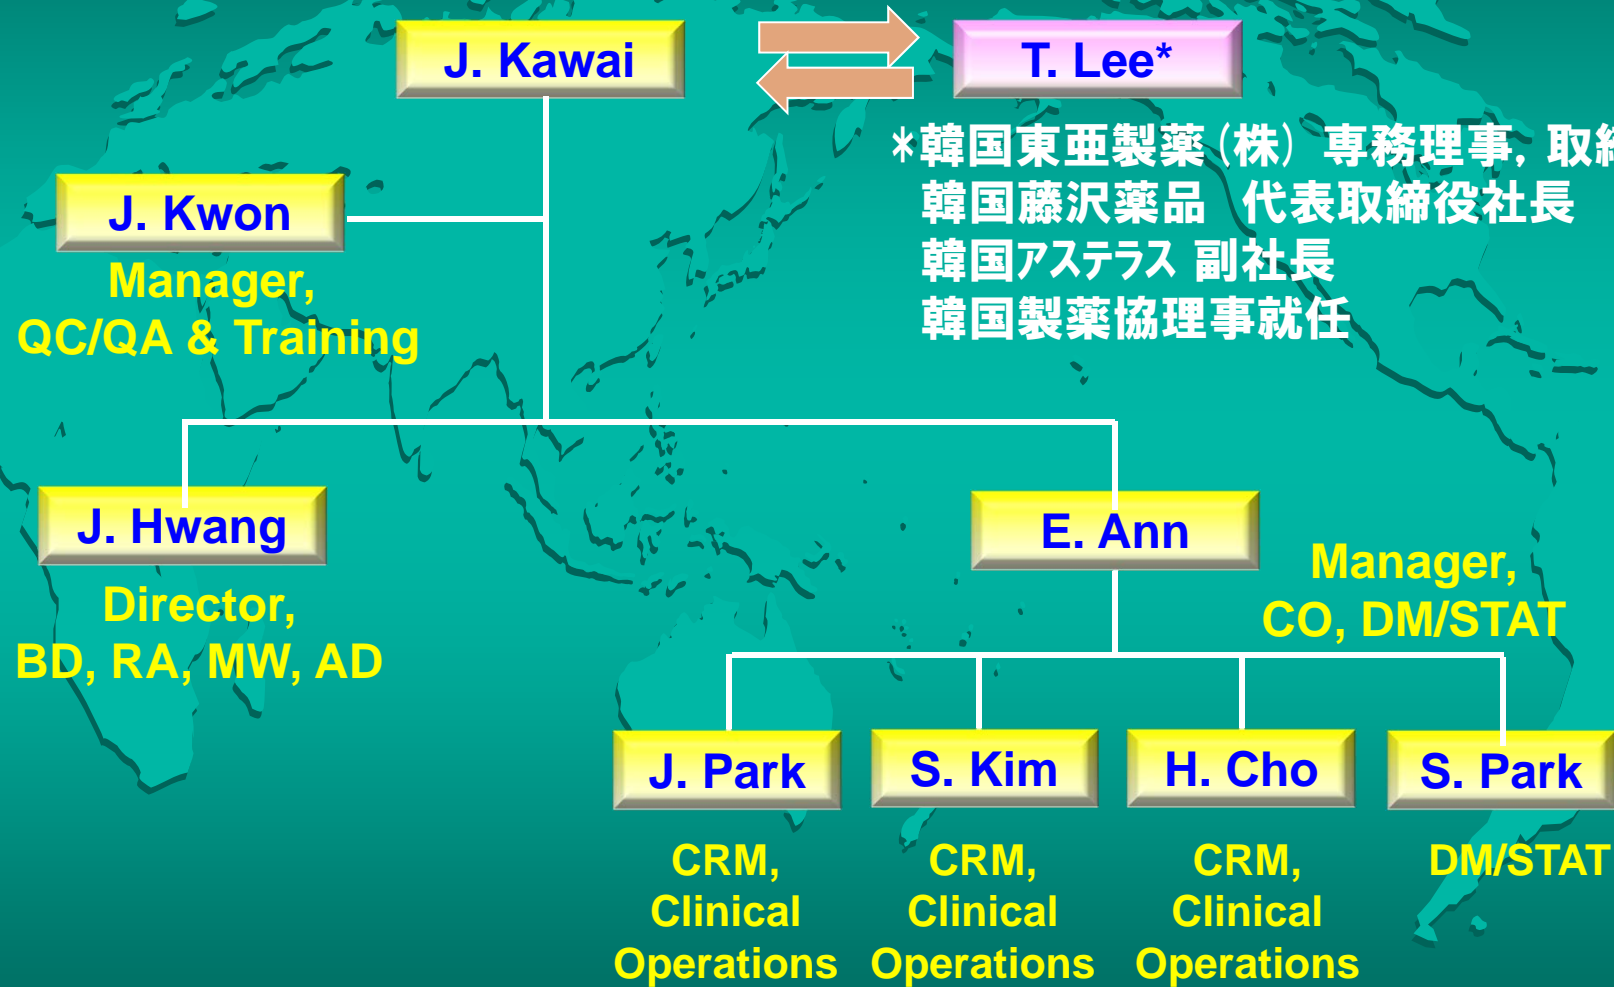 J. Kawai
T. Lee*
*韓国東亜製薬(株) 専務理事, 取
韓国藤沢薬品 代表取締役社長
韓国アステラス 副社長
韓国製薬協理事就任
J. Kwon
Manager,
QC/QA & Training
J. Hwang
Director,
BD, RA, MW, AD
E. Ann
Manager,
CO, DM/STAT
J. Park
CRM,
Clinical
Operations
S. Kim
CRM,
Clinical
Operations
H. Cho
CRM,
Clinical
Operations
S. Park
DM/STAT